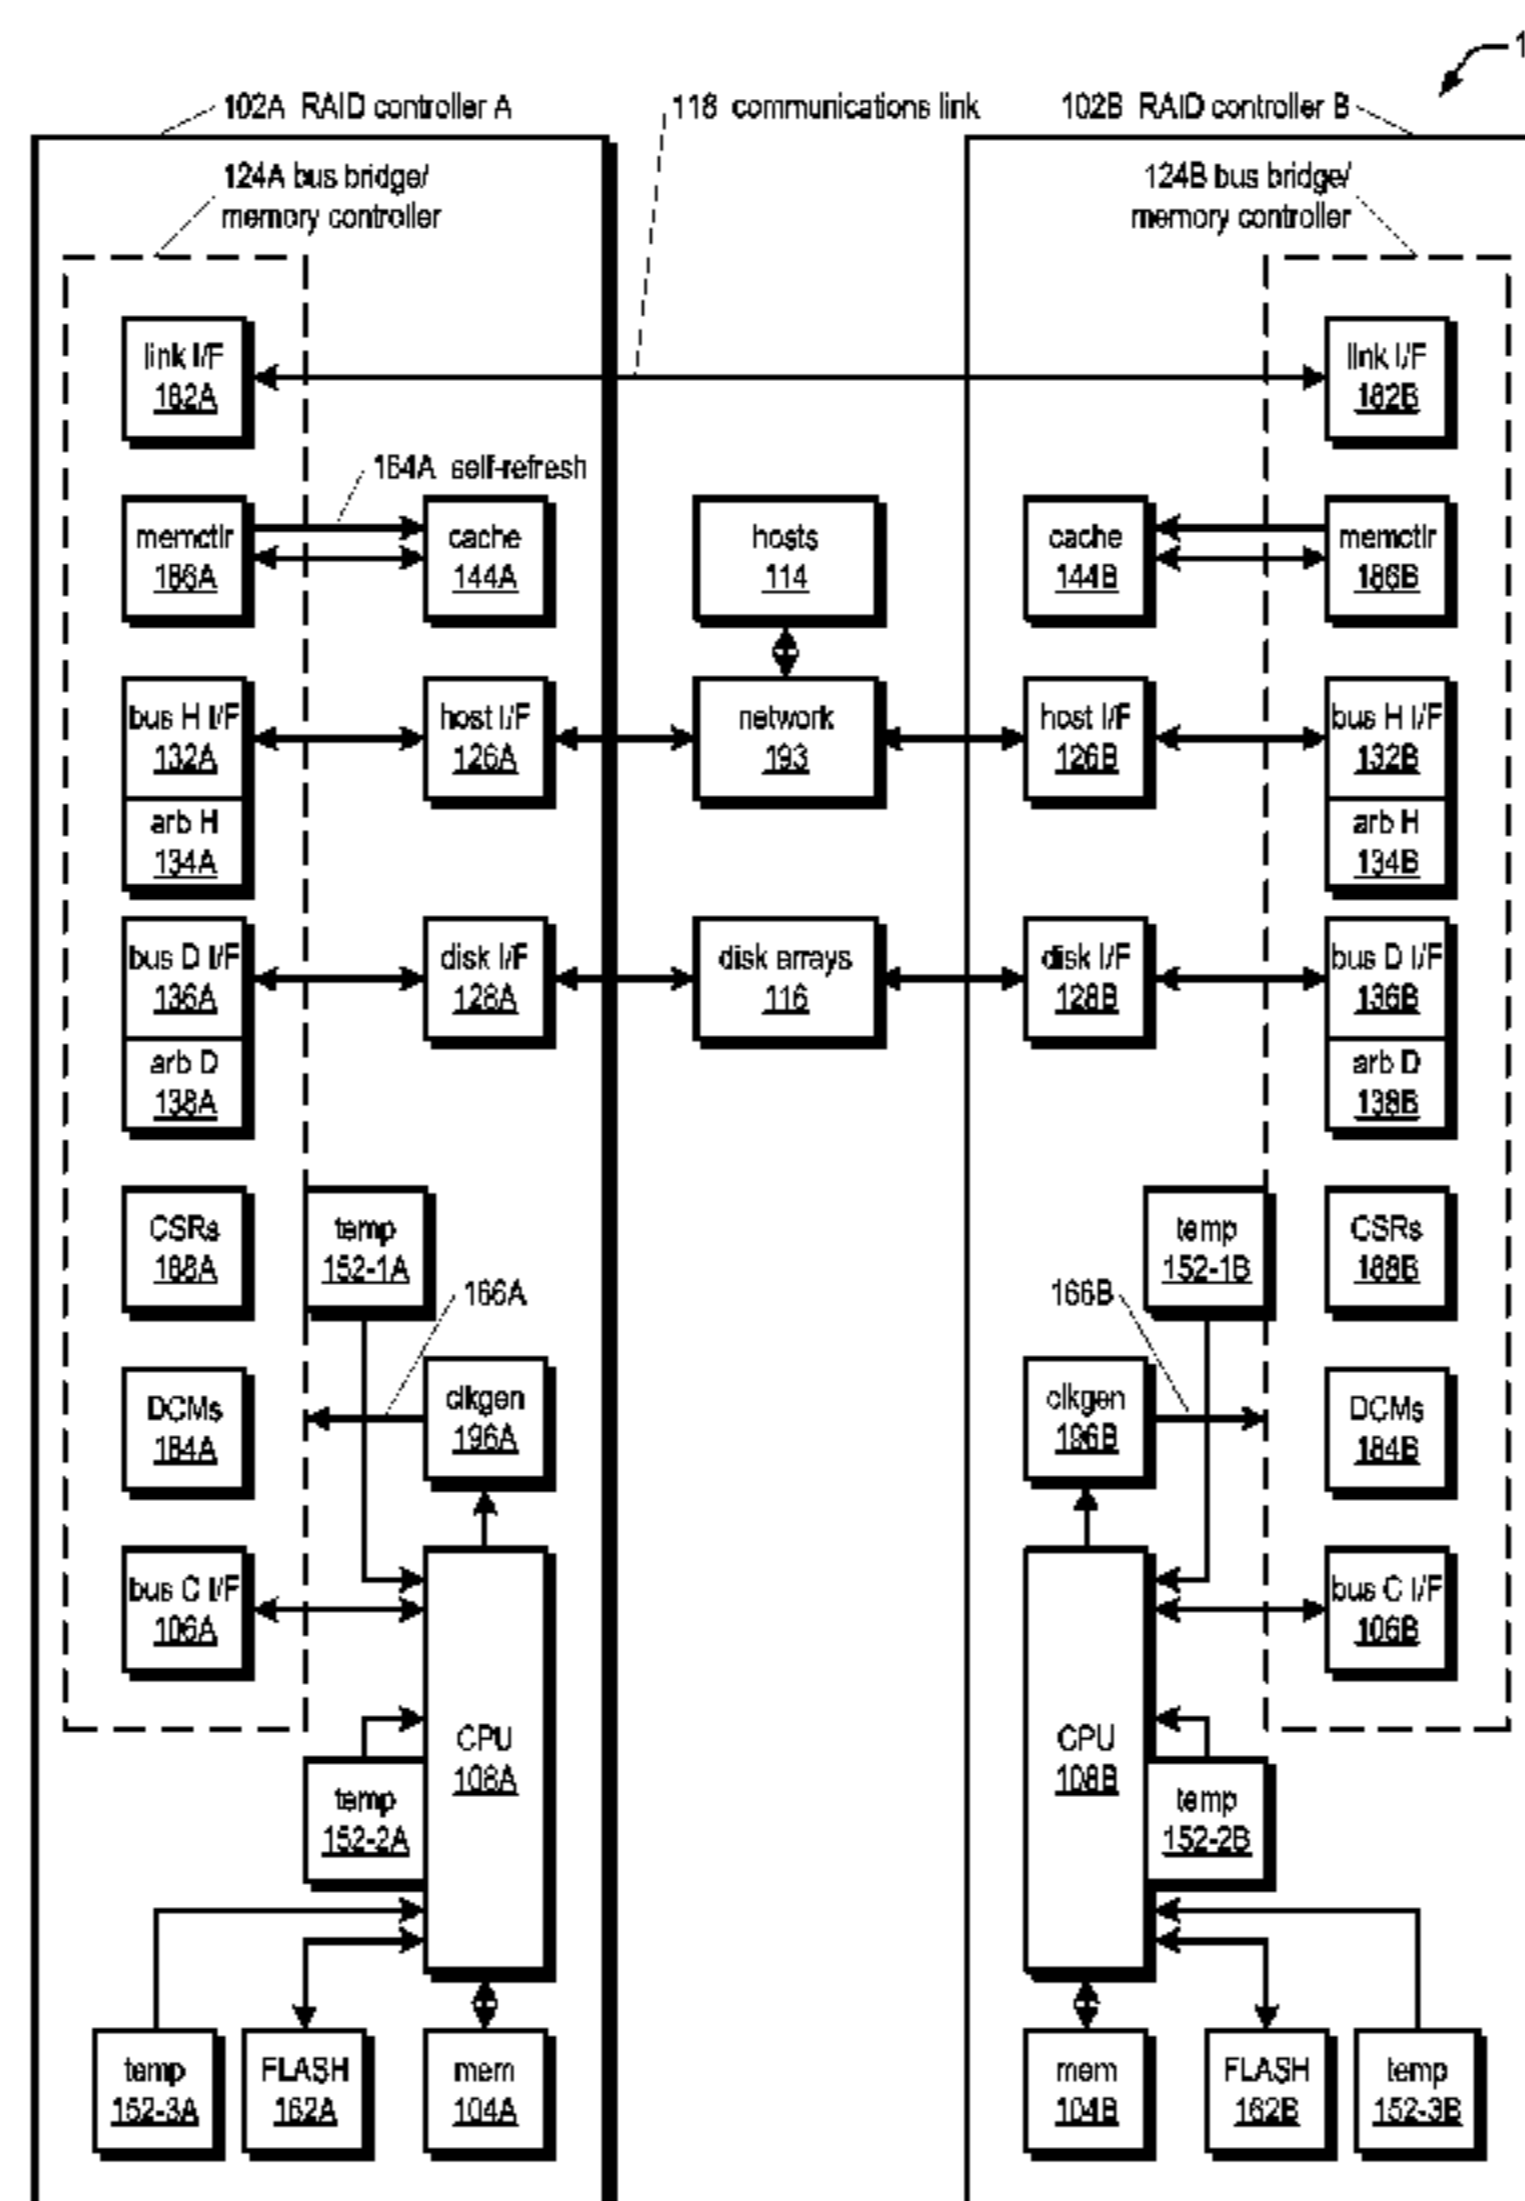 1
102A RAID controller A
118 communications link
102B RAID controller B
124A bus bridge/
memory controller
124B bus bridge/
memory controller
link I/F
182A
link I/F
182B
164A self-refresh
memctlr
186A
cache
144A
hosts
114
cache
144B
memctlr
186B
bus H I/F
132A
host I/F
126A
network
193
host I/F
126B
bus H I/F
132B
arb H
134A
arb H
134B
bus D I/F
136A
disk I/F
128A
disk arrays
116
disk I/F
128B
bus D I/F
136B
arb D
138A
arb D
138B
CSRs
188A
temp
152-1A
temp
152-1B
CSRs
188B
166A
166B
DCMs
184A
clkgen
196A
clkgen
196B
DCMs
184B
bus C I/F
106A
bus C I/F
106B
CPU
108A
CPU
108B
temp
152-2A
temp
152-2B
temp
152-3A
FLASH
162A
mem
104A
mem
104B
FLASH
162B
temp
152-3B